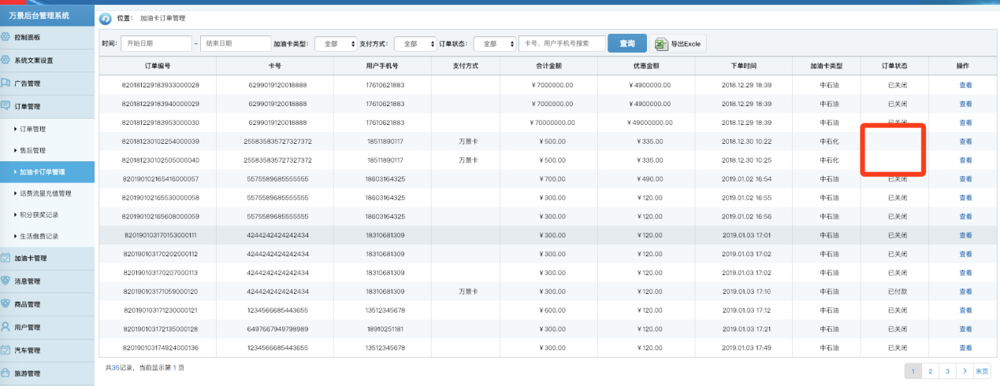 万景后台管理系统
控制面板
系统文案设置
广告管理
订单管理
订单管理
售后管理
加油卡订单管理
话费流量充值管理
积分获奖记录
生活缴费记录
加油卡管理
消息管理
商品管理
用户管理
汽车管理
旅游管理
位置： 加油卡订单管理
时间: 开始日期 – 结束日期 加油卡类型: 全部 支付方式: 全部 订单状态: 全部 卡号、用户手机号搜索 查询 导出Excle
订单编号 卡号 用户手机号 支付方式 合计金额 优惠金额 下单时间 加油卡类型 订单状态 操作
820181229183933000028 6299019120018888 17610621883 ¥7000000.00 ¥4900000.00 2018.12.29 18:39 中石油 已关闭 查看
820181229183940000029 6299019120018888 17610621883 ¥7000000.00 ¥4900000.00 2018.12.29 18:39 中石油 已关闭 查看
820181229183953000030 6299019120018888 17610621883 ¥70000000.00 ¥49000000.00 2018.12.29 18:39 中石油 已关闭 查看
820181230102254000039 255835835727327372 18511890117 万景卡 ¥500.00 ¥335.00 2018.12.30 10:22 中石化 查看
820181230102505000040 255835835727327372 18511890117 万景卡 ¥500.00 ¥335.00 2018.12.30 10:25 中石化 查看
820190102165416000057 5575589685555555 18603164325 ¥700.00 ¥490.00 2019.01.02 16:54 中石油 已关闭 查看
820190102165530000058 5575589685555555 18603164325 ¥300.00 ¥120.00 2019.01.02 16:55 中石油 已关闭 查看
820190102165608000059 5575589685555555 18603164325 ¥300.00 ¥120.00 2019.01.02 16:56 中石油 已关闭 查看
820190103170153000111 4244242424242434 18310681309 ¥300.00 ¥120.00 2019.01.03 17:01 中石油 已关闭 查看
820190103170202000112 4244242424242434 18310681309 ¥300.00 ¥120.00 2019.01.03 17:02 中石油 已关闭 查看
820190103170207000113 4244242424242434 18310681309 ¥300.00 ¥120.00 2019.01.03 17:02 中石油 已关闭 查看
820190103171059000120 4244242424242434 18310681309 万景卡 ¥300.00 ¥120.00 2019.01.03 17:10 中石油 已付款 查看
820190103171230000121 1234566685443655 13512345678 ¥600.00 ¥120.00 2019.01.03 17:12 中石油 已关闭 查看
820190103172135000128 6497667949798989 18910251181 ¥300.00 ¥120.00 2019.01.03 17:21 中石油 已关闭 查看
820190103174924000136 1234566685443655 13512345678 ¥300.00 ¥120.00 2019.01.03 17:49 中石油 已关闭 查看
共35记录，当前显示第 1 页
1 2 3 > 末页